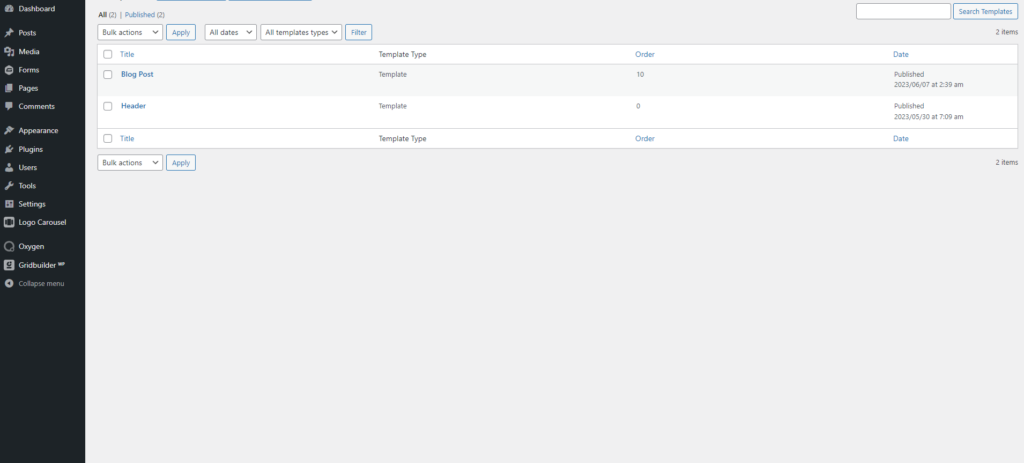 Dashboard
Posts
Media
Forms
Pages
Comments
Appearance
Plugins
Users
Tools
Settings
Logo Carousel
Oxygen
Gridbuilder WP
Collapse menu
All (2) | Published (2)
Search Templates
Bulk actions Apply All dates All templates types Filter 2 items
Title Template Type Order Date
Blog Post Template 10 Published
2023/06/07 at 2:39 am
Header Template 0 Published
2023/05/30 at 7:09 am
Title Template Type Order Date
Bulk actions Apply 2 items